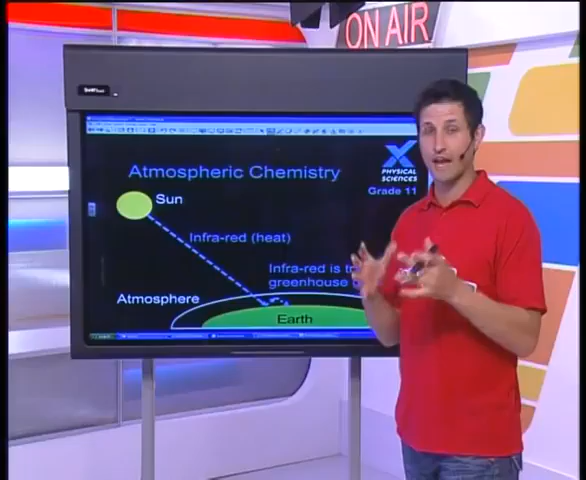 ON AIR
Atmospheric Chemistry
X
PHYSICAL
SCIENCES
Grade 11
Sun
Infra-red (heat)
Infra-red is
greenhouse
Atmosphere
Earth